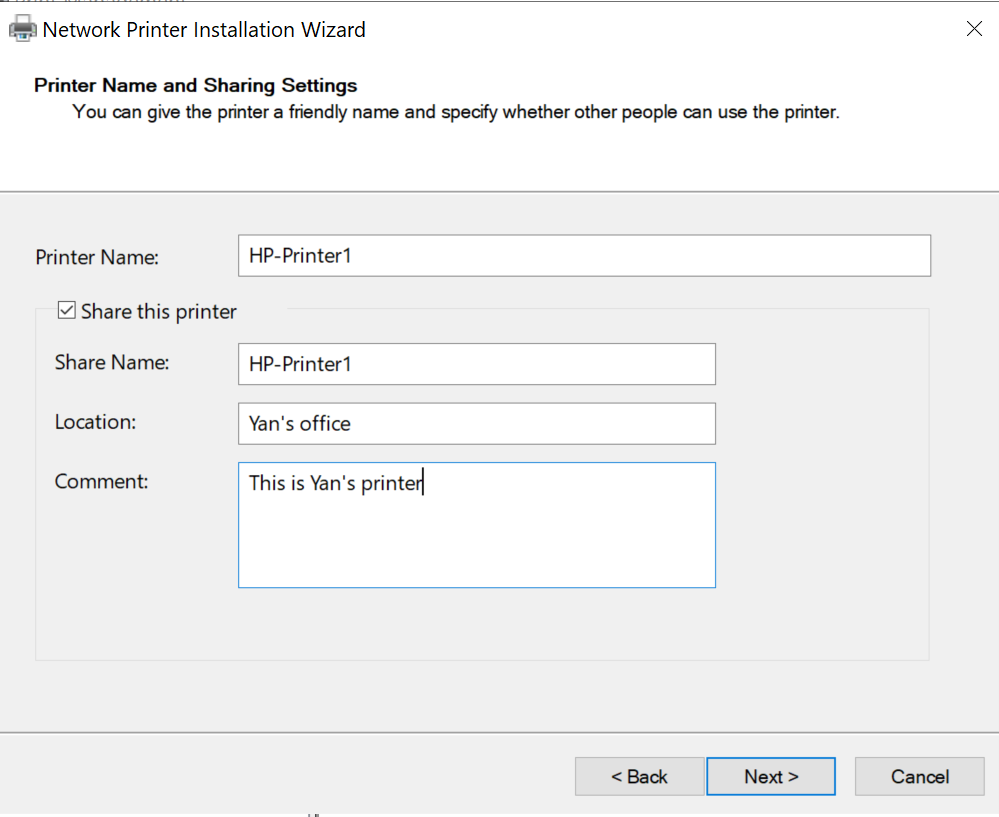 Network Printer Installation Wizard
Printer Name and Sharing Settings
You can give the printer a friendly name and specify whether other people can use the printer.
Printer Name: HP-Printer1
Share this printer
Share Name: HP-Printer1
Location: Yan's office
Comment: This is Yan's printer
< Back Next > Cancel